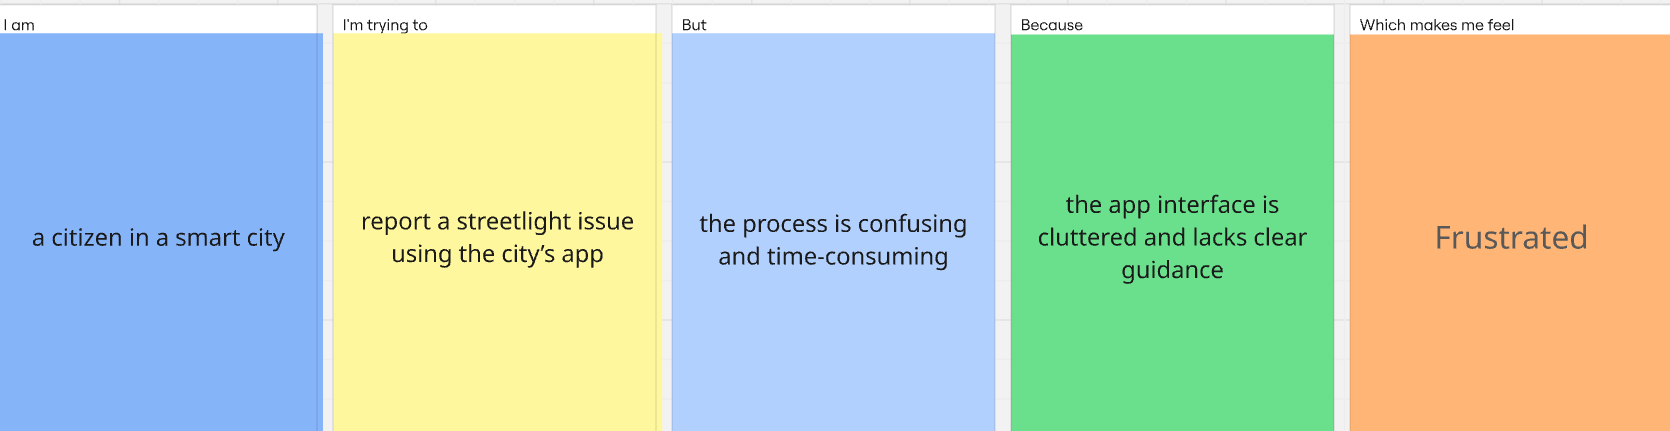 I am
a citizen in a smart city
I'm trying to
report a streetlight issue
using the city’s app
But
the process is confusing
and time-consuming
Because
the app interface is
cluttered and lacks clear
guidance
Which makes me feel
Frustrated